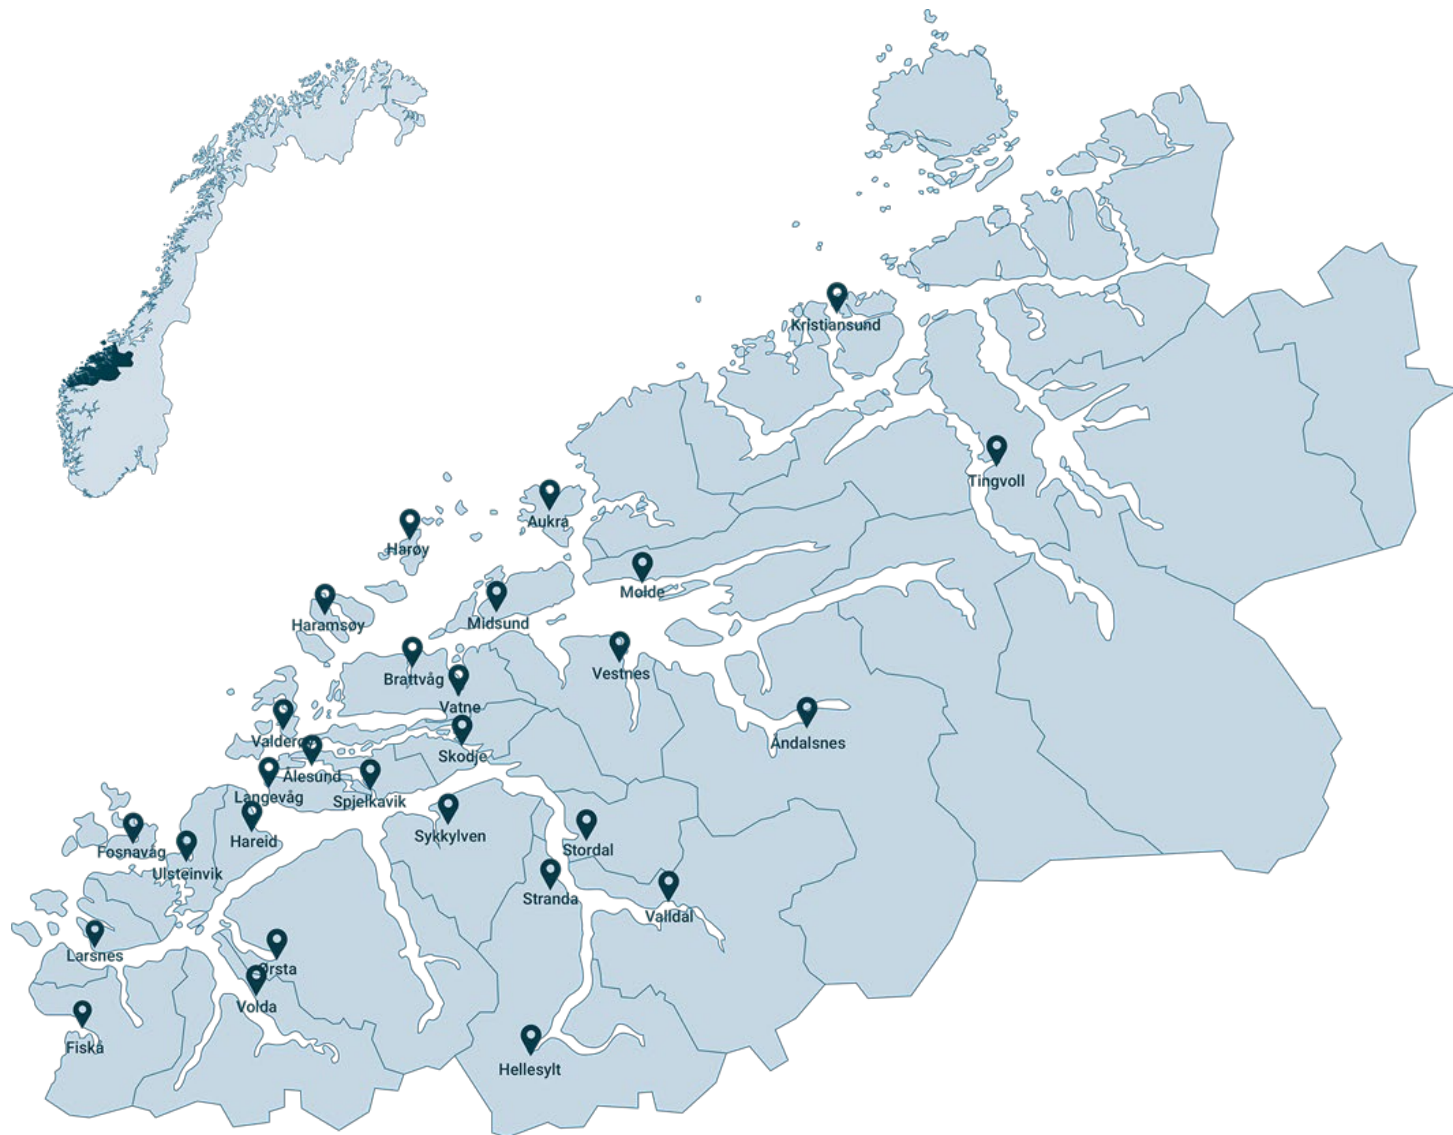 Kristiansund
Tingvoll
Aukra
Harøy
Molde
Midsund
Haramsøy
Vestnes
Brattvåg
Vatne
Valderøy
Åndalsnes
Skodje
Ålesund
Langevåg
Spjelkavik
Sykkylven
Hareid
Stordal
Fosnavåg
Ulsteinvik
Stranda
Valldal
Larsnes
Ørsta
Volda
Fiskå
Hellesylt